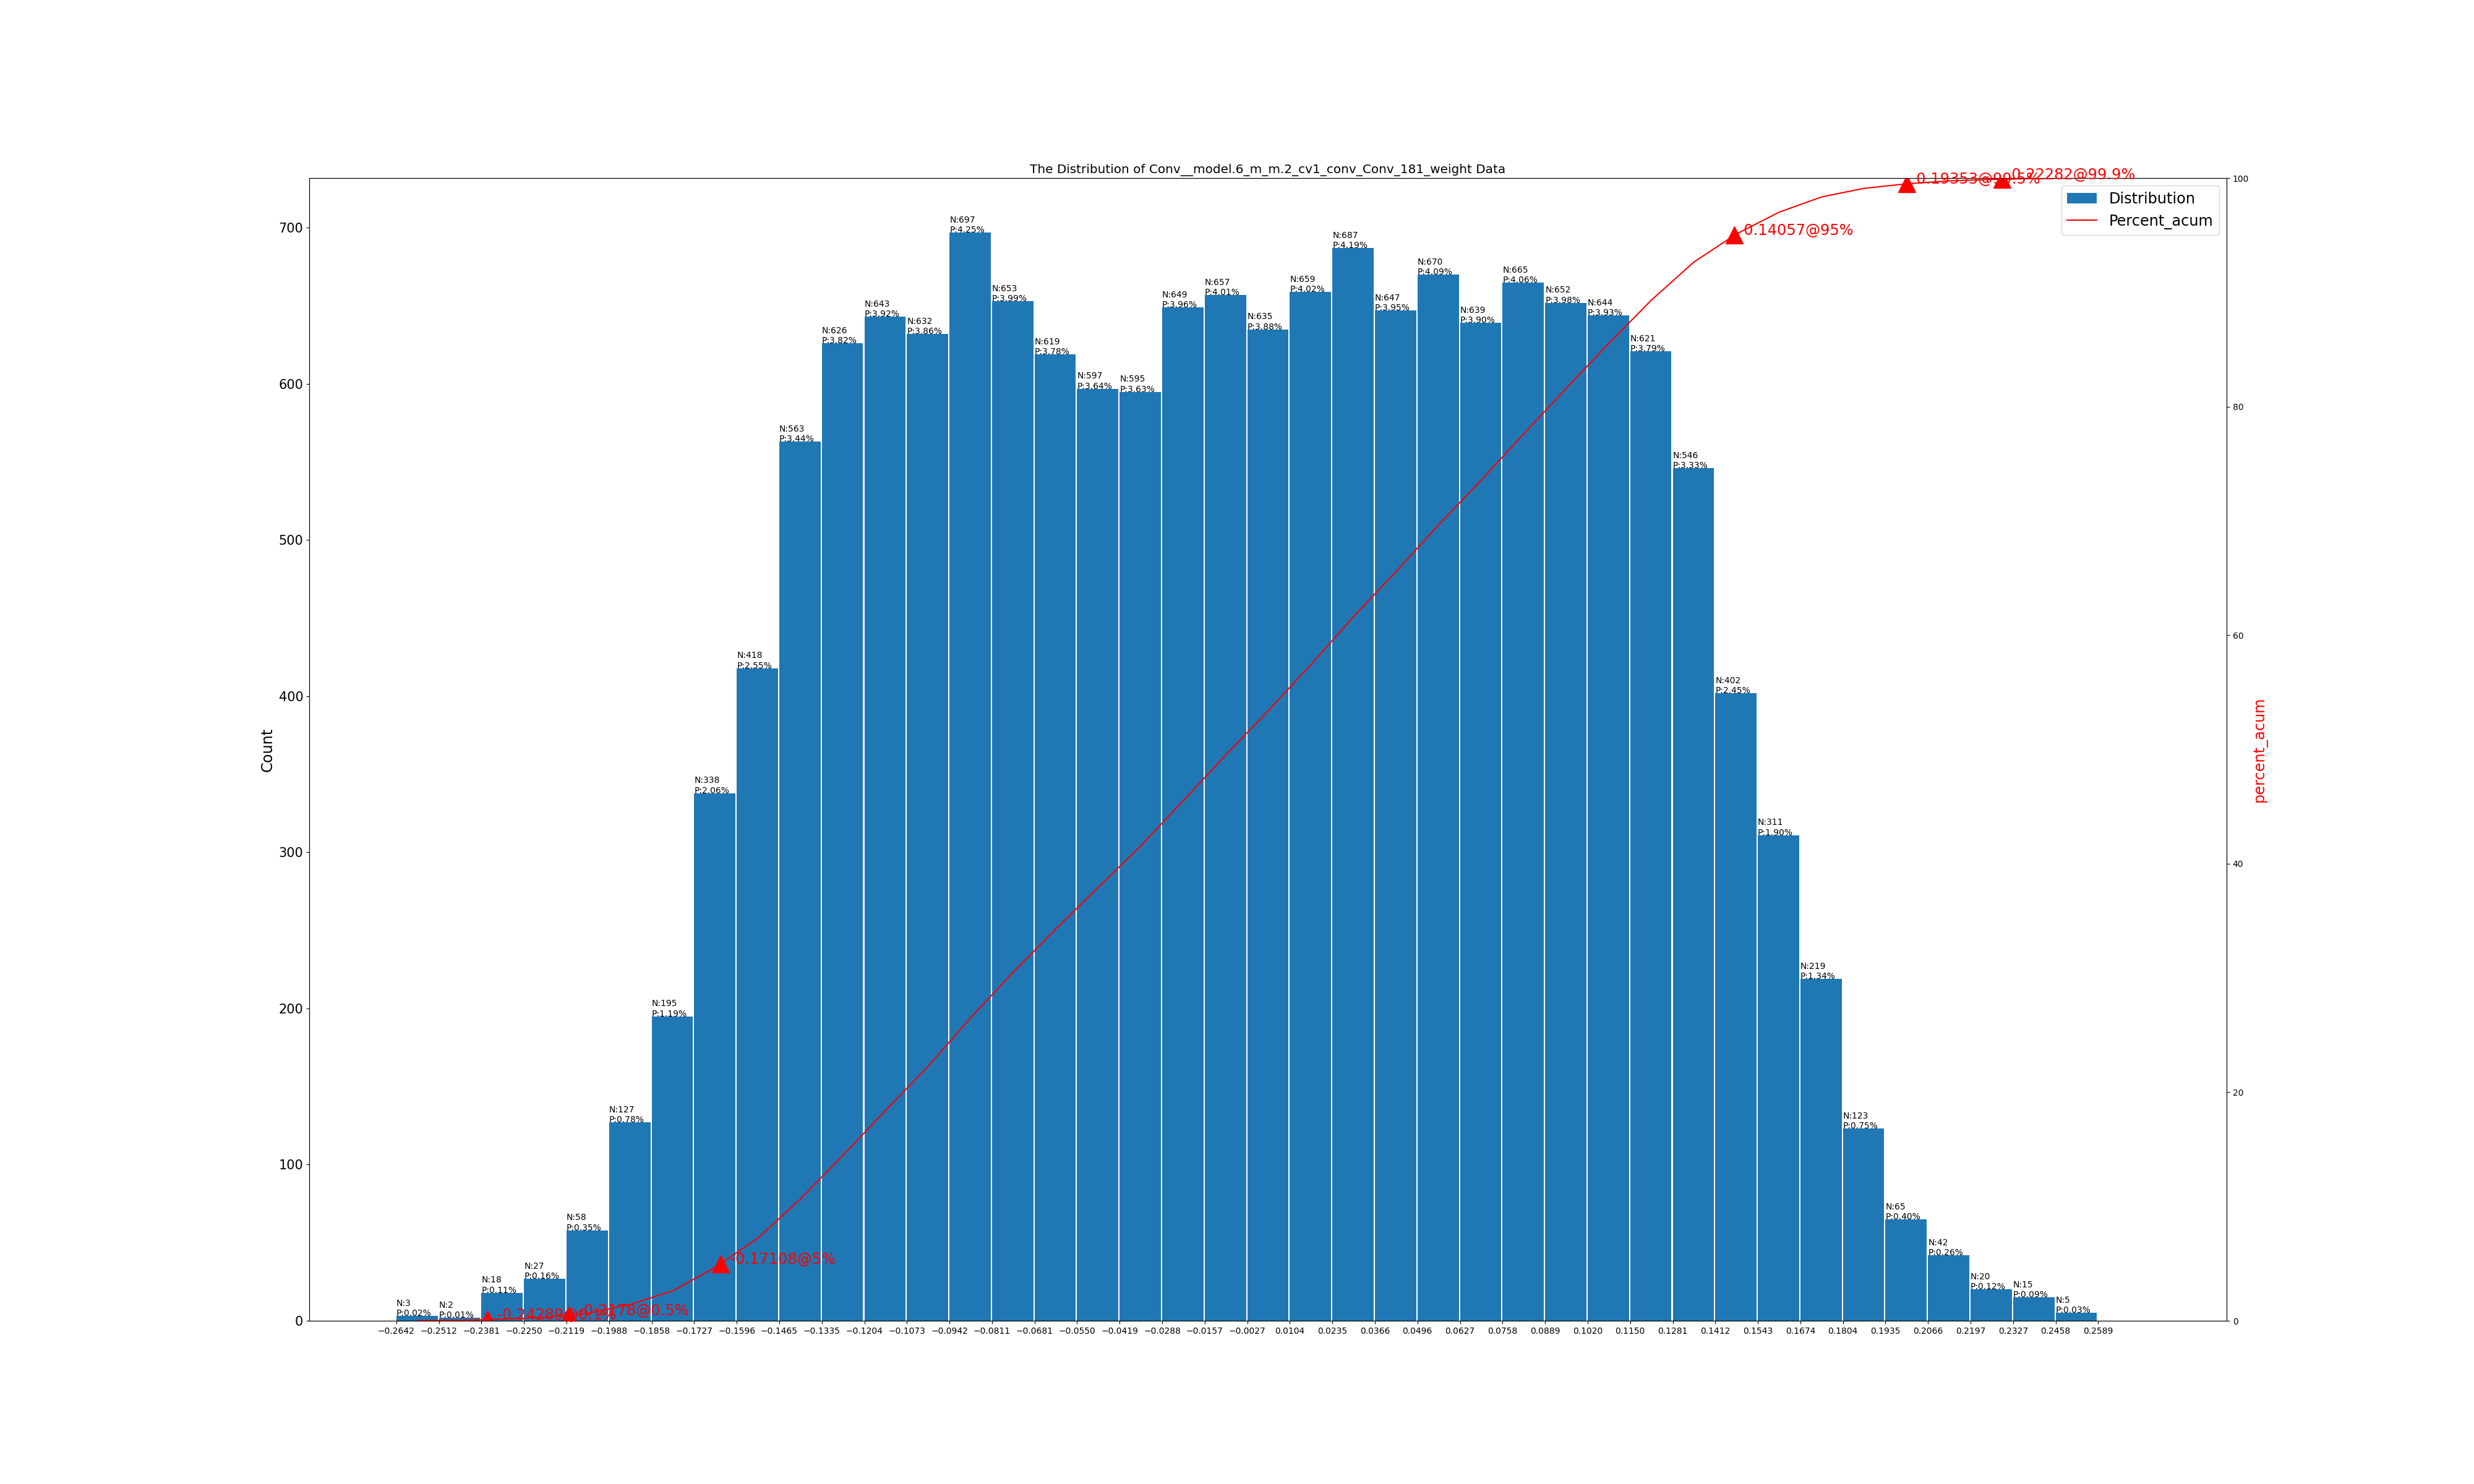 The Distribution of Conv__model.6_m_m.2_cv1_conv_Conv_181_weight Data
Distribution
Percent_acum
Count
percent_acum
700
600
500
400
300
200
100
0
100
80
60
40
20
0
N:3
P:0.02%
N:2
P:0.01%
N:18
P:0.11%
N:27
P:0.16%
N:58
P:0.35%
N:127
P:0.78%
N:195
P:1.19%
N:338
P:2.06%
N:418
P:2.55%
N:563
P:3.44%
N:626
P:3.82%
N:643
P:3.92%
N:632
P:3.86%
N:697
P:4.25%
N:653
P:3.99%
N:619
P:3.78%
N:597
P:3.64%
N:595
P:3.63%
N:649
P:3.96%
N:657
P:4.01%
N:635
P:3.88%
N:659
P:4.02%
N:687
P:4.19%
N:647
P:3.95%
N:670
P:4.09%
N:639
P:3.90%
N:665
P:4.06%
N:652
P:3.98%
N:644
P:3.93%
N:621
P:3.79%
N:546
P:3.33%
N:402
P:2.45%
N:311
P:1.90%
N:219
P:1.34%
N:123
P:0.75%
N:65
P:0.40%
N:42
P:0.26%
N:20
P:0.12%
N:15
P:0.09%
N:5
P:0.03%
-0.17108@5%
0.14057@95%
0.19353@99.5%
0.22282@99.9%
−0.2642 −0.2512 −0.2381 −0.2250 −0.2119 −0.1988 −0.1858 −0.1727 −0.1596 −0.1465 −0.1335 −0.1204 −0.1073 −0.0942 −0.0811 −0.0681 −0.0550 −0.0419 −0.0288 −0.0157 −0.0027 0.0104 0.0235 0.0366 0.0496 0.0627 0.0758 0.0889 0.1020 0.1150 0.1281 0.1412 0.1543 0.1674 0.1804 0.1935 0.2066 0.2197 0.2327 0.2458 0.2589